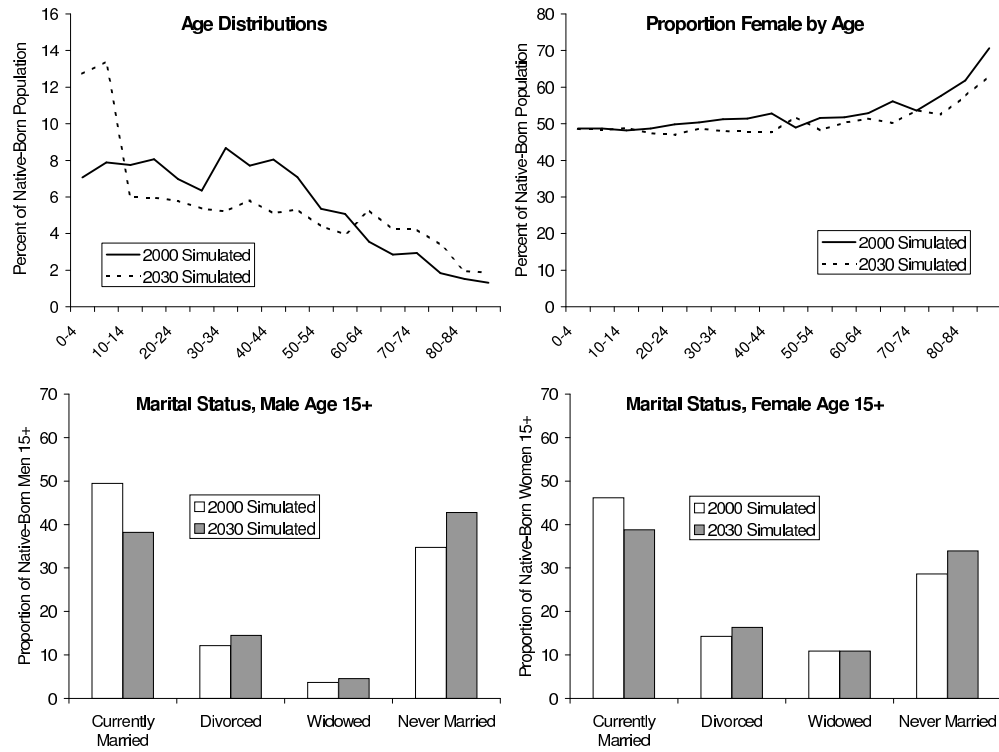 Age Distributions
Percent of Native-Born Population
16
14
12
10
8
6
4
2
0
2000 Simulated
2030 Simulated
0-4
10-14
20-24
30-34
40-44
50-54
60-64
70-74
80-84
Proportion Female by Age
Percent of Native-Born Population
80
70
60
50
40
30
20
10
0
2000 Simulated
2030 Simulated
0-4
10-14
20-24
30-34
40-44
50-54
60-64
70-74
80-84
Marital Status, Male Age 15+
Proportion of Native-Born Men 15+
70
60
50
40
30
20
10
0
2000 Simulated
2030 Simulated
Currently
Married
Divorced
Widowed
Never Married
Marital Status, Female Age 15+
Proportion of Native-Born Women 15+
70
60
50
40
30
20
10
0
2000 Simulated
2030 Simulated
Currently
Married
Divorced
Widowed
Never Married